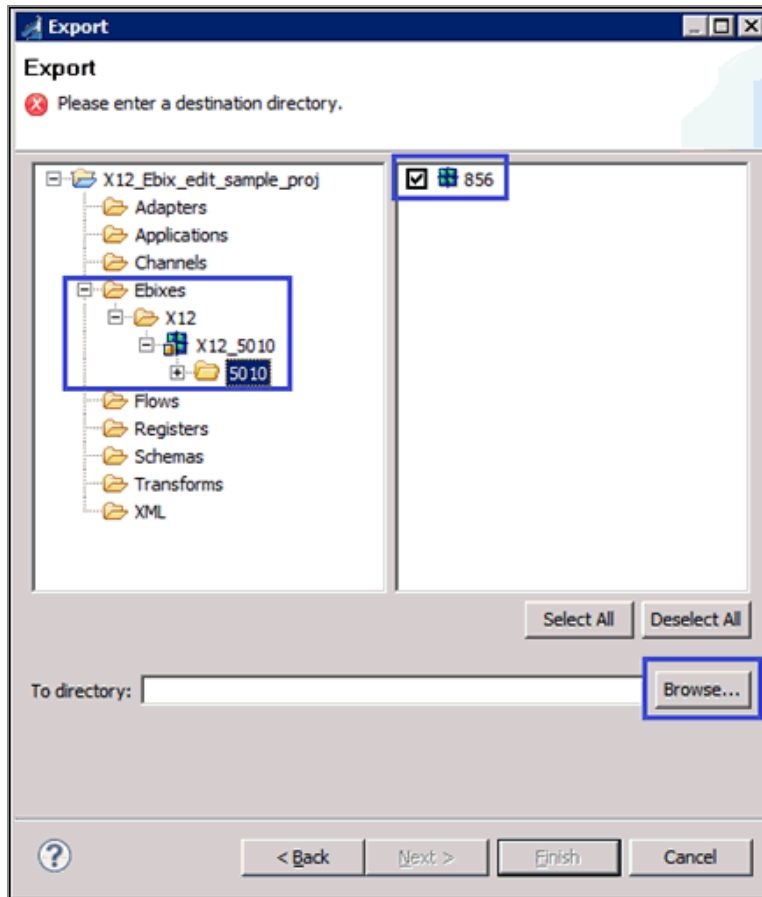 Export
Export
Please enter a destination directory.
X12_Ebix_edit_sample_proj
Adapters
Applications
Channels
Ebixes
X12
X12_5010
5010
Flows
Registers
Schemas
Transforms
XML
856
Select All Deselect All
To directory: Browse...
? < Back Next > Finish Cancel